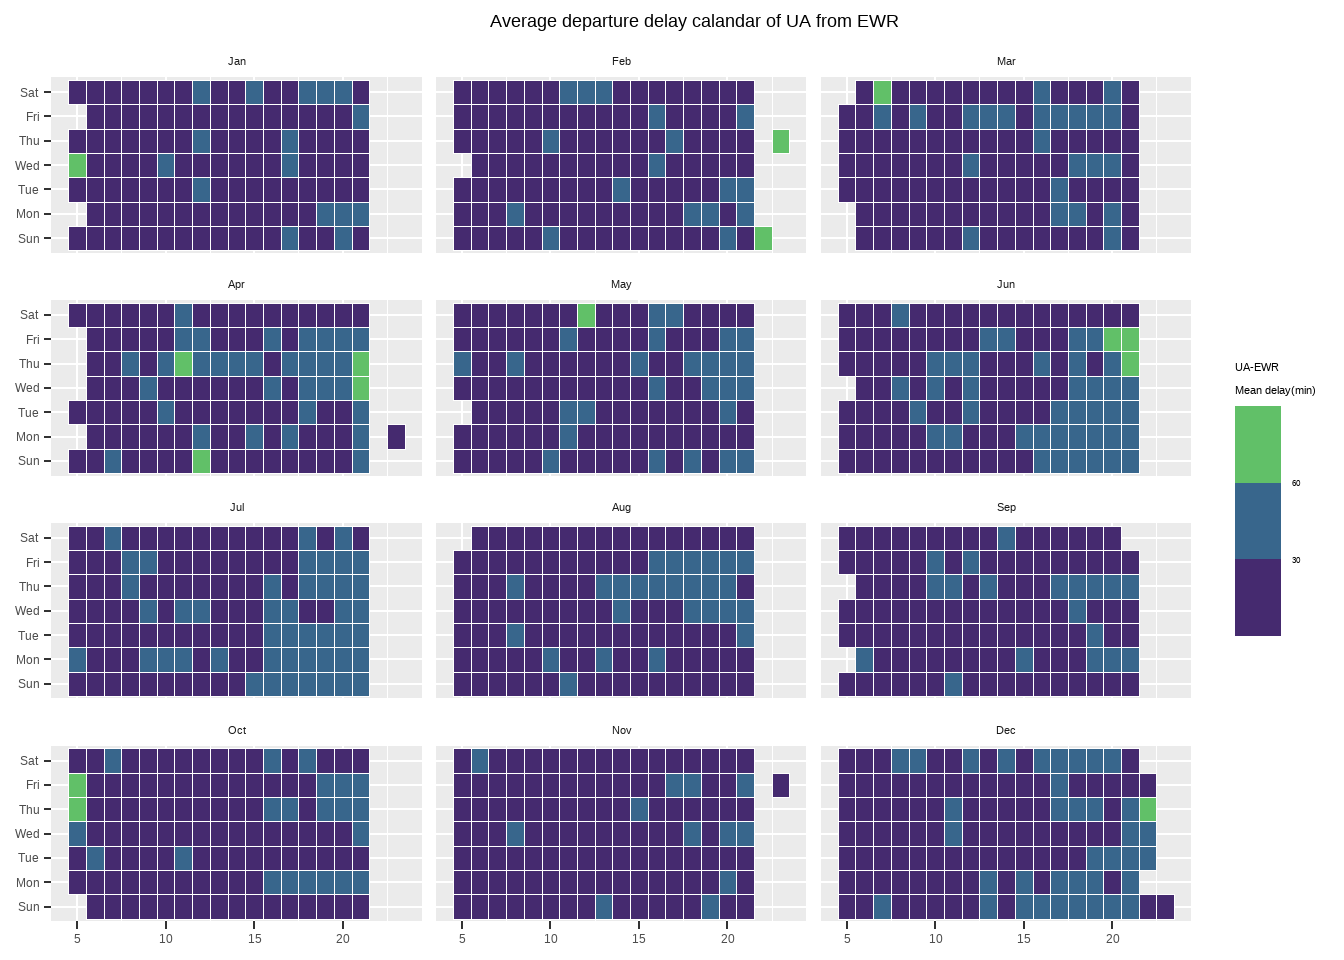 Average departure delay calandar of UA from EWR
Jan Feb Mar
Sat
Fri
Thu
Wed
Tue
Mon
Sun
Apr May Jun
Sat
Fri
Thu
Wed
Tue
Mon
Sun
UA-EWR
Mean delay(min)
60
30
Jul Aug Sep
Sat
Fri
Thu
Wed
Tue
Mon
Sun
Oct Nov Dec
Sat
Fri
Thu
Wed
Tue
Mon
Sun
5 10 15 20 5 10 15 20 5 10 15 20